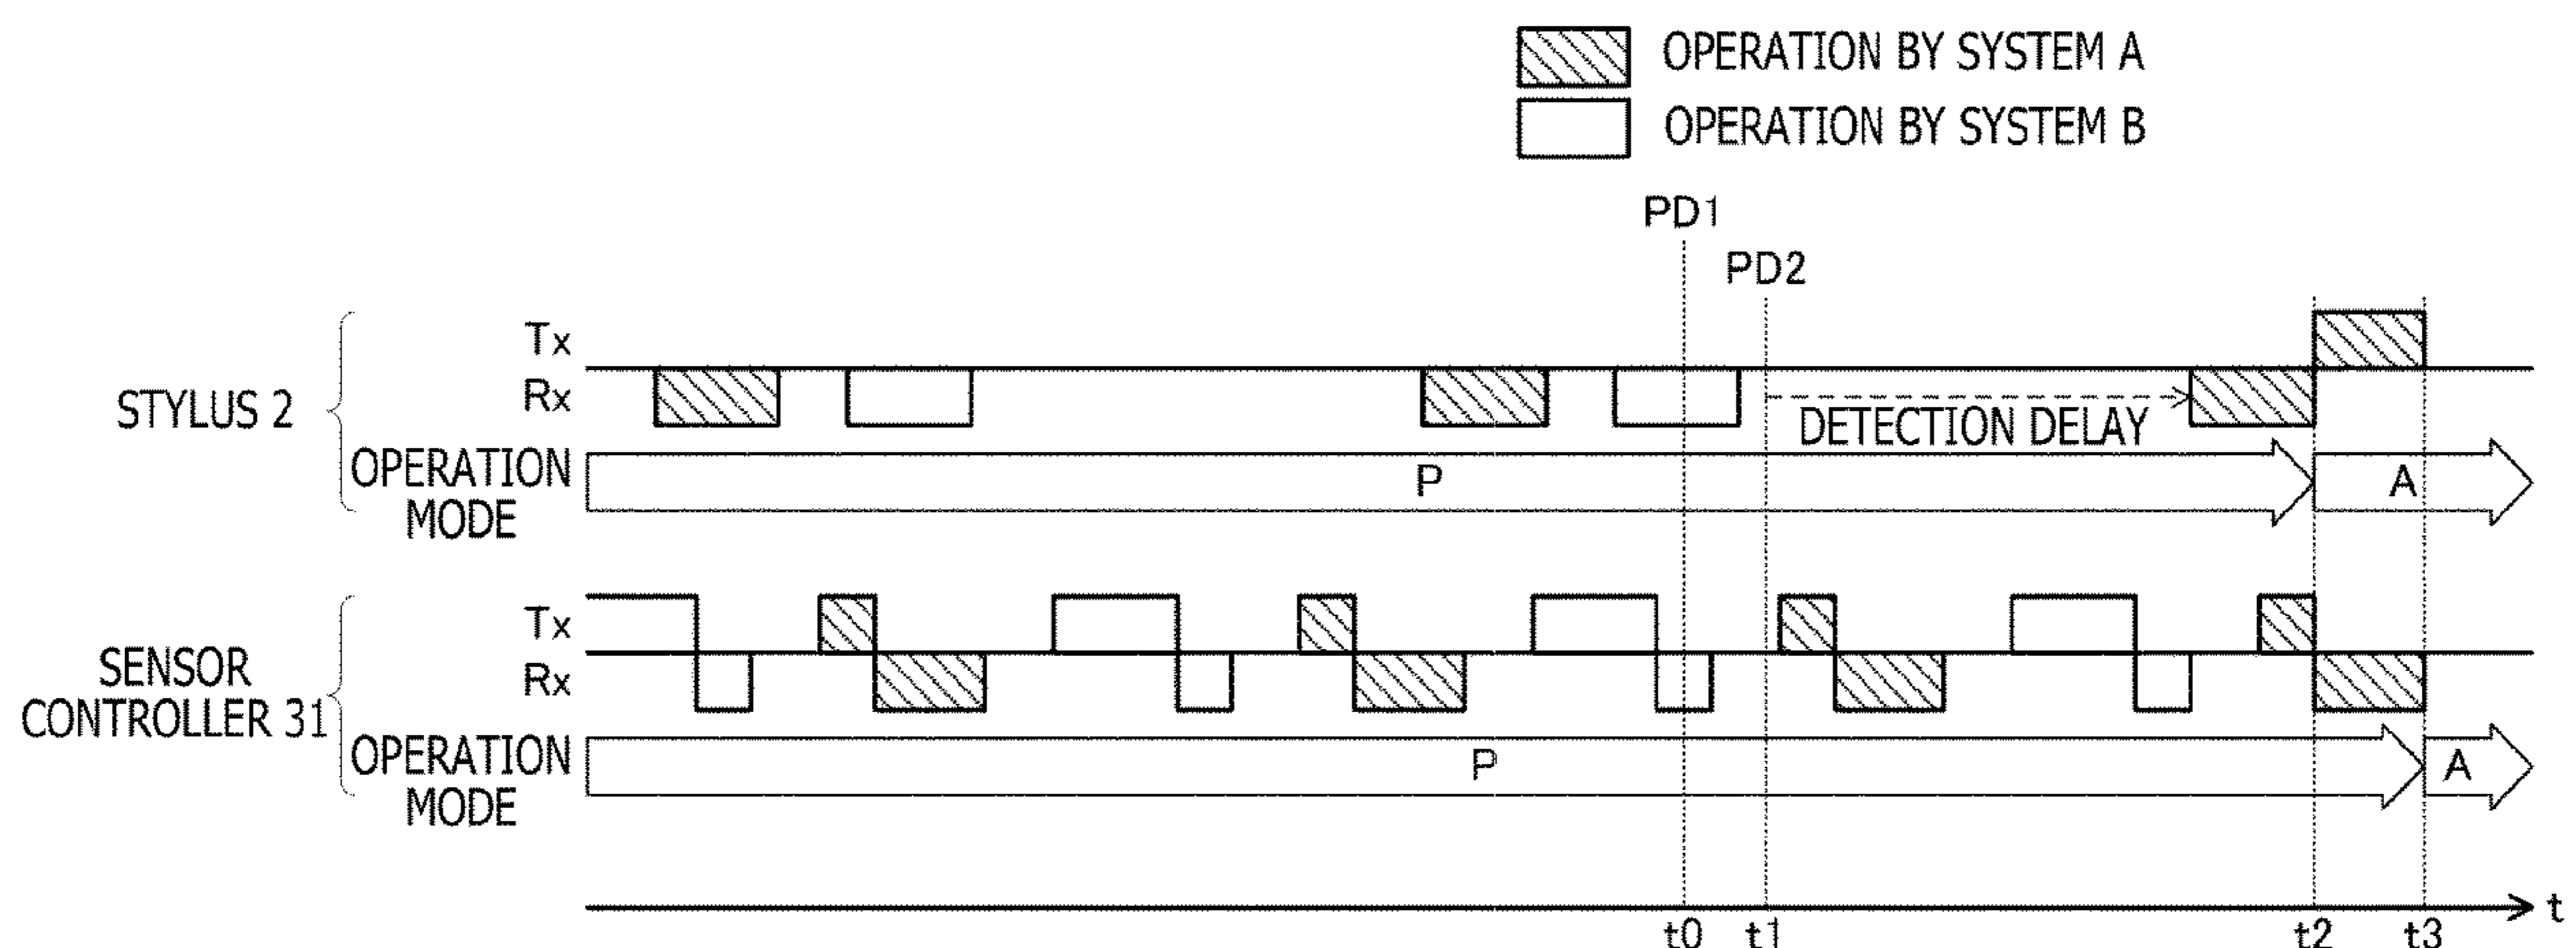 OPERATION BY SYSTEM A
OPERATION BY SYSTEM B
PD1
PD2
Tx
STYLUS 2
Rx
DETECTION DELAY
OPERATION
MODE
P
A
Tx
SENSOR
CONTROLLER 31
Rx
OPERATION
MODE
P
A
t
t0
t1
t2
t3